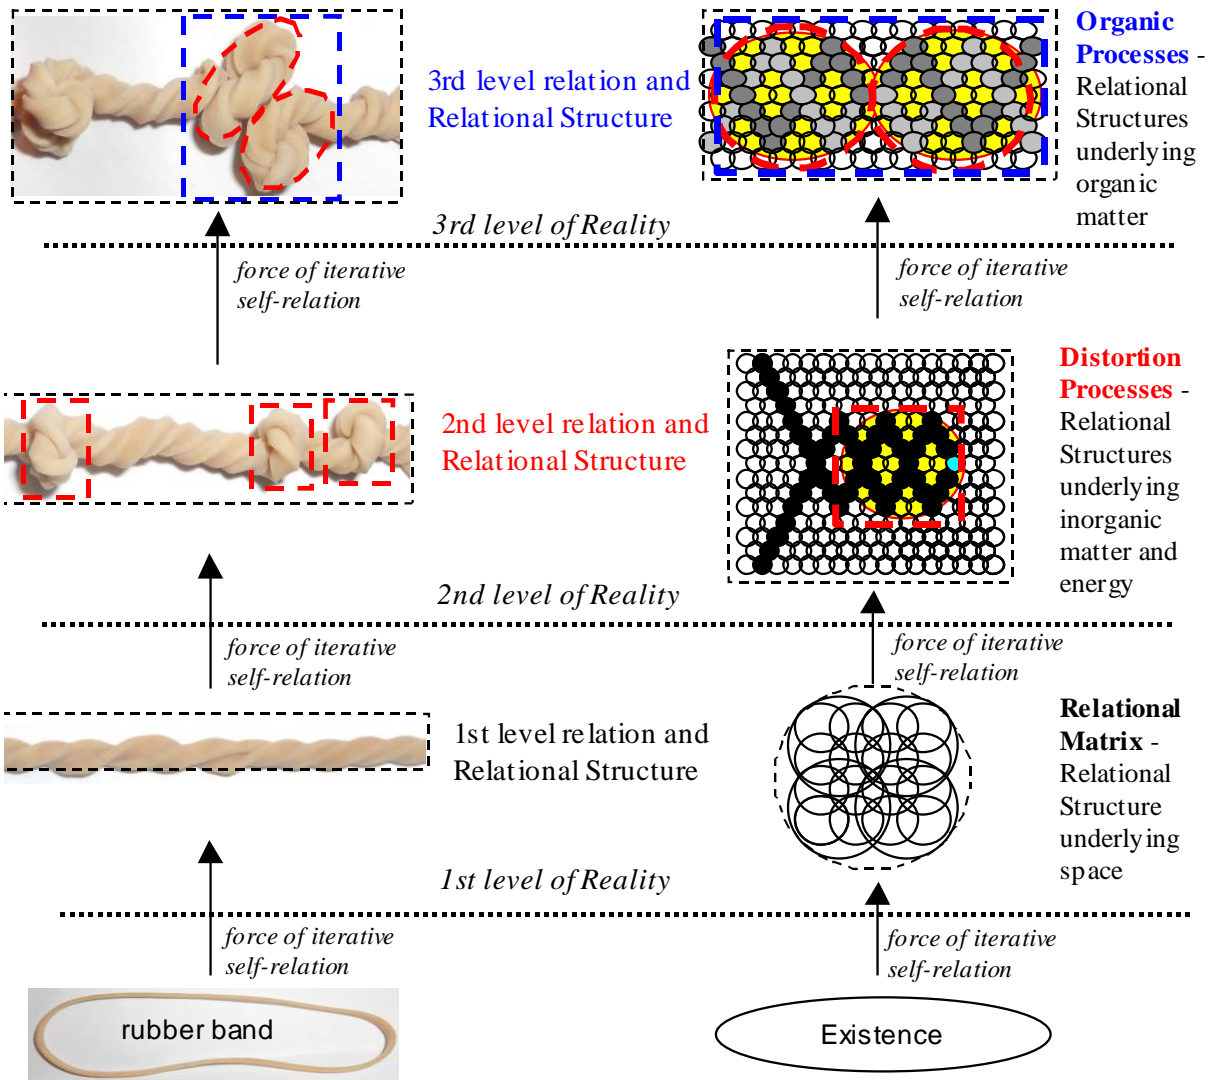 3rd level relation and
Relational Structure
Organic
Processes -
Relational
Structures
underlying
organic
matter
3rd level of Reality
force of iterative
self-relation
force of iterative
self-relation
2nd level relation and
Relational Structure
Distortion
Processes -
Relational
Structures
underlying
inorganic
matter and
energy
2nd level of Reality
force of iterative
self-relation
force of iterative
self-relation
1st level relation and
Relational Structure
Relational
Matrix -
Relational
Structure
underlying
space
1st level of Reality
force of iterative
self-relation
force of iterative
self-relation
rubber band
Existence